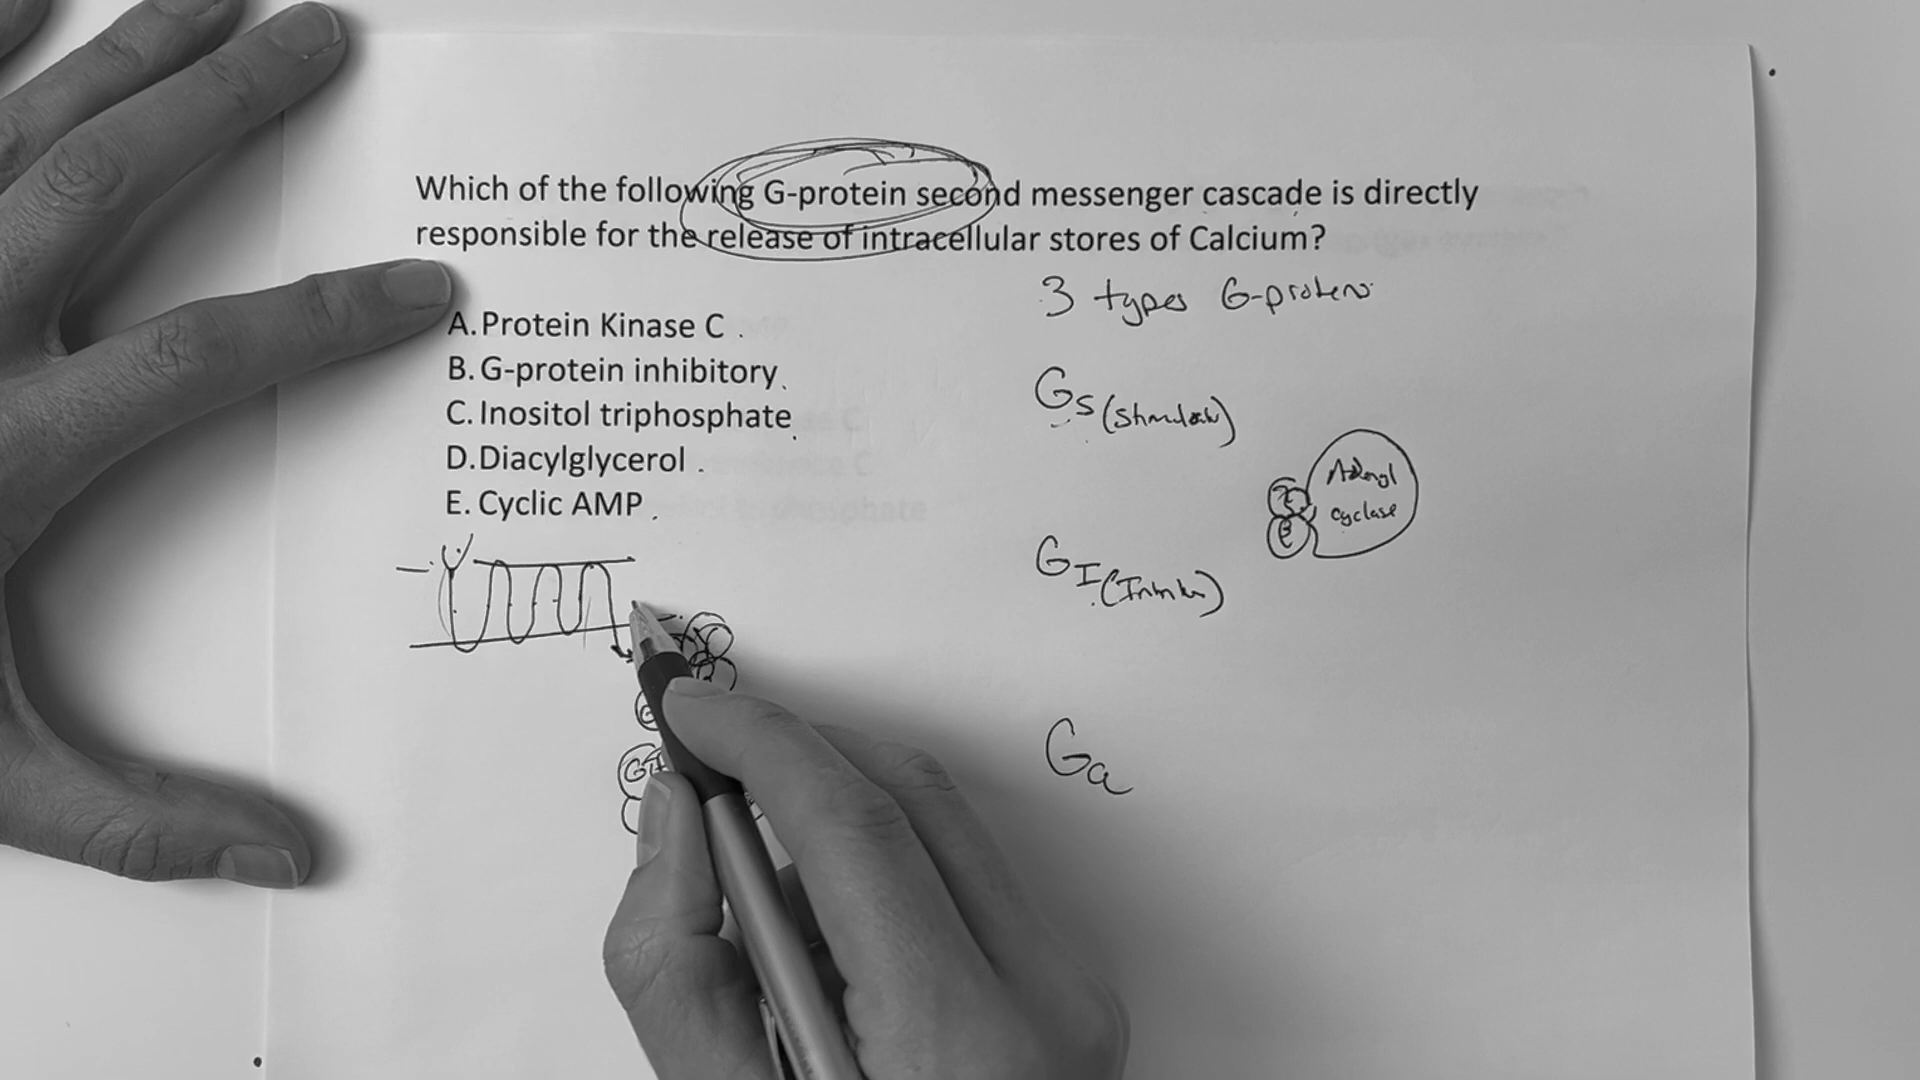 Which of the following G-protein second messenger cascade is directly
responsible for the release of intracellular stores of Calcium?
3 types G-proteins
A. Protein Kinase C
B. G-protein inhibitory
C. Inositol triphosphate
D. Diacylglycerol
E. Cyclic AMP
Gs
cyclase
GI